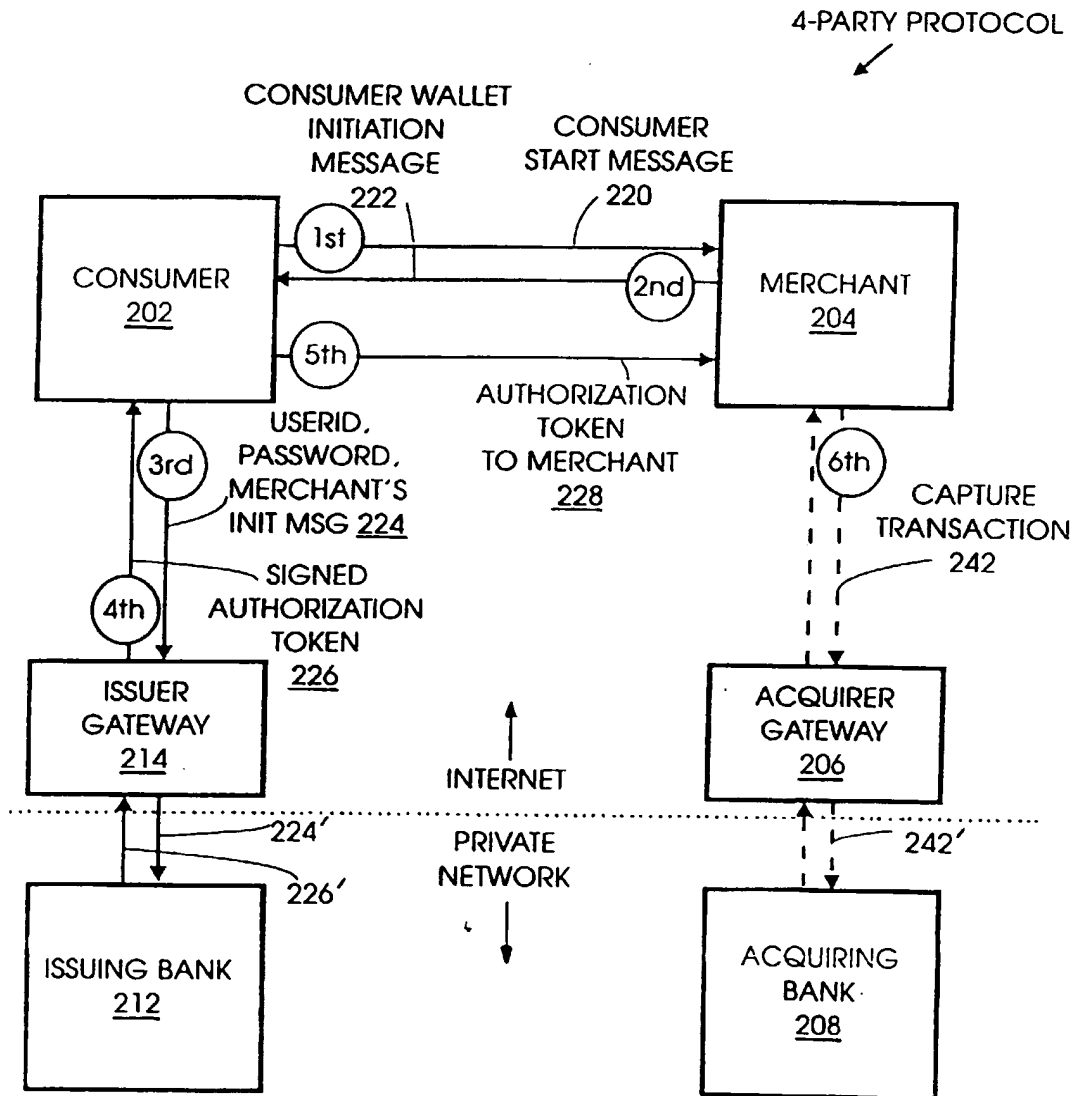 4-PARTY PROTOCOL
CONSUMER WALLET
INITIATION
MESSAGE
222
CONSUMER
START MESSAGE
220
1st
CONSUMER
202
2nd
MERCHANT
204
5th
AUTHORIZATION
TOKEN
TO MERCHANT
228
USERID,
PASSWORD,
MERCHANT'S
INIT MSG 224
3rd
6th
CAPTURE
TRANSACTION
242
4th
SIGNED
AUTHORIZATION
TOKEN
226
ISSUER
GATEWAY
214
ACQUIRER
GATEWAY
206
INTERNET
224'
226'
PRIVATE
NETWORK
242'
ISSUING BANK
212
ACQUIRING
BANK
208